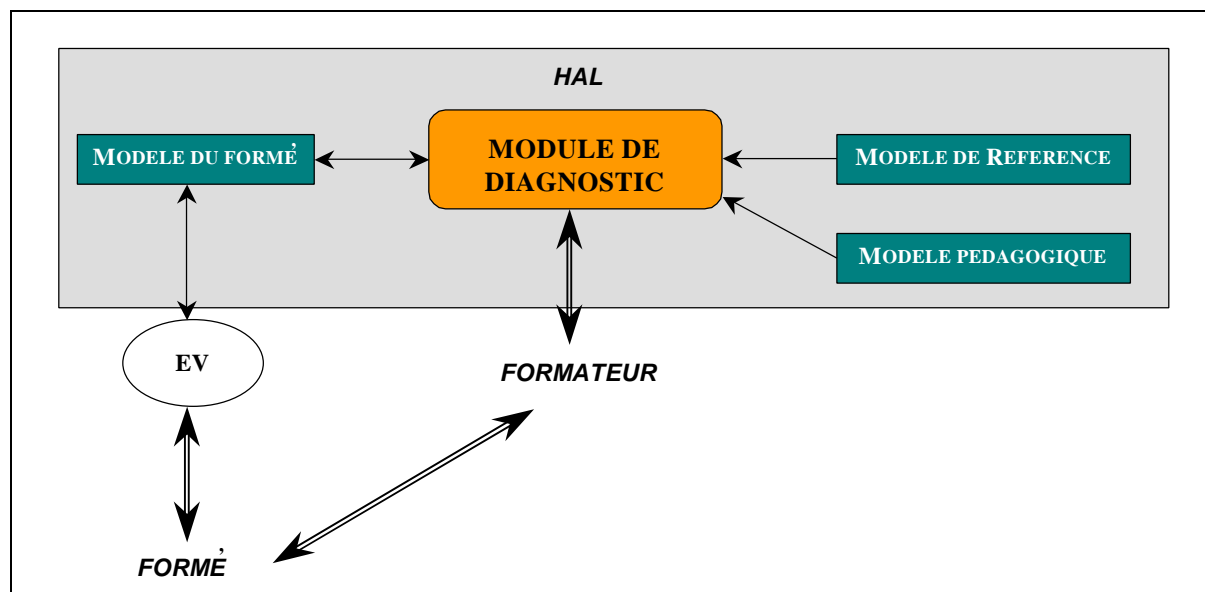 HAL
MODELE DU FORMÉ
MODULE DE
DIAGNOSTIC
MODELE DE REFERENCE
MODELE PEDAGOGIQUE
EV
FORMATEUR
FORMÉ